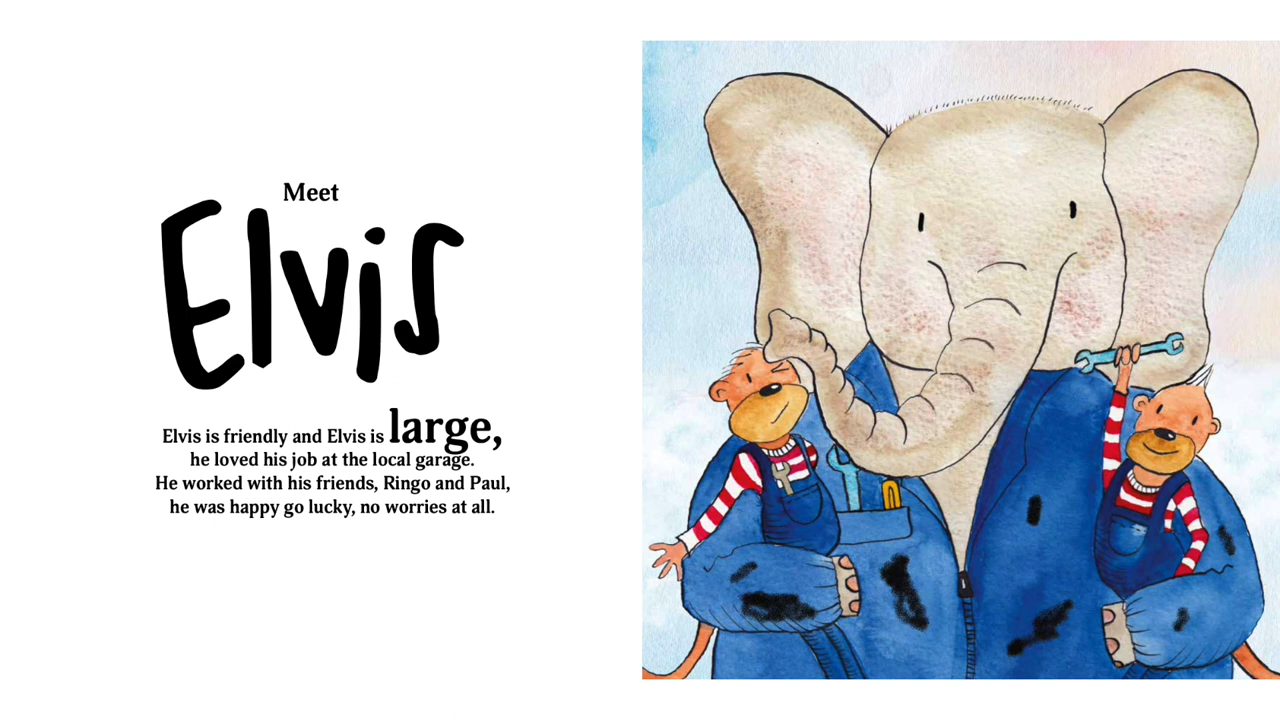 Meet
Elvis
Elvis is friendly and Elvis is large,
he loved his job at the local garage.
He worked with his friends, Ringo and Paul,
he was happy go lucky, no worries at all.